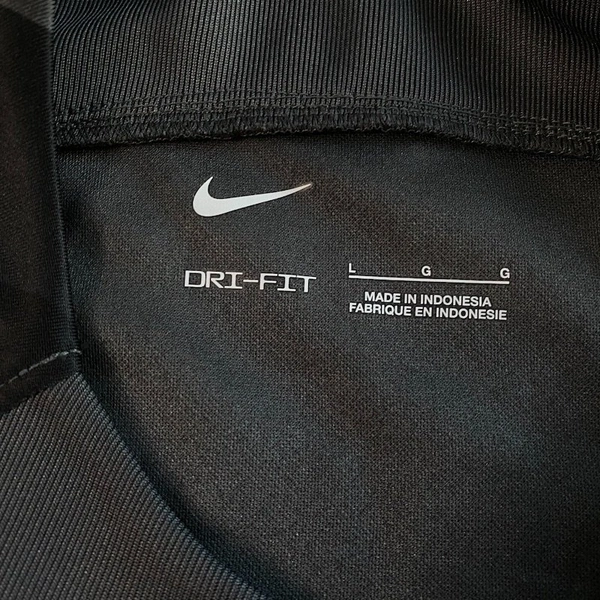 DRI-FIT
L G G
MADE IN INDONESIA
FABRIQUE EN INDONESIE